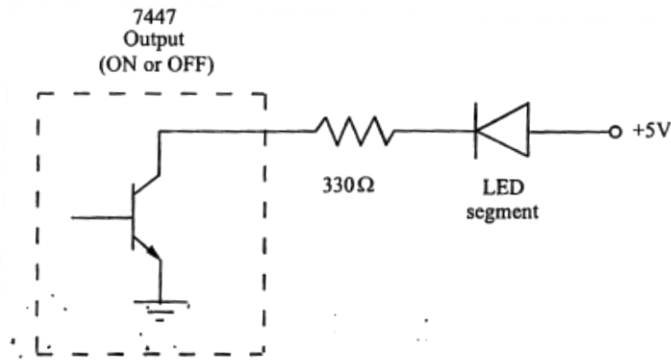 7447
Output
(ON or OFF)
+5V
330Ω
LED
segment